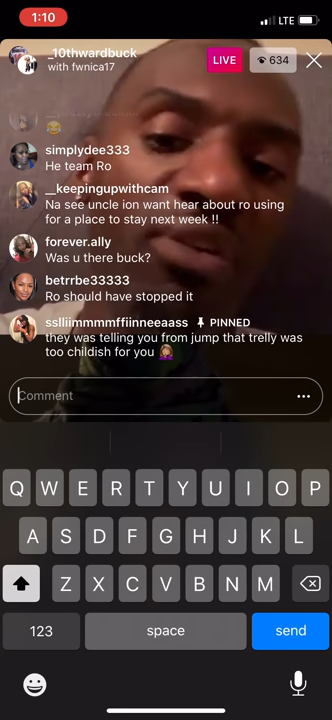 1:10
LTE
_10thwardbuck
with fwnica17
LIVE
634
simplydee333
He team Ro
__keepingupwithcam
Na see uncle ion want hear about ro using
for a place to stay next week !!
forever.ally
Was u there buck?
betrrbe33333
Ro should have stopped it
sslliimmmmffiinneeaass PINNED
they was telling you from jump that trelly was
too childish for you 🤦🏽‍♀️
Comment
Q W E R T Y U I O P
A S D F G H J K L
Z X C V B N M
123 space send